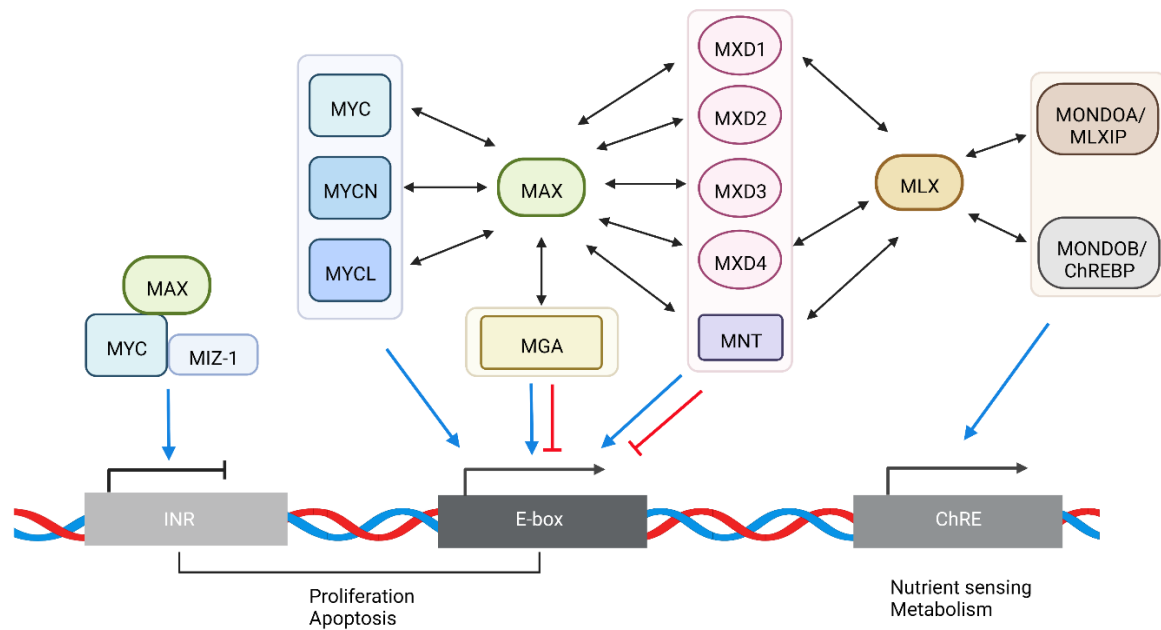 MYC
MYCN
MYCL
MAX
MGA
MXD1
MXD2
MXD3
MXD4
MNT
MLX
MONDOA/
MLXIP
MONDOB/
ChREBP
MAX
MYC
MIZ-1
INR
E-box
ChRE
Proliferation
Apoptosis
Nutrient sensing
Metabolism